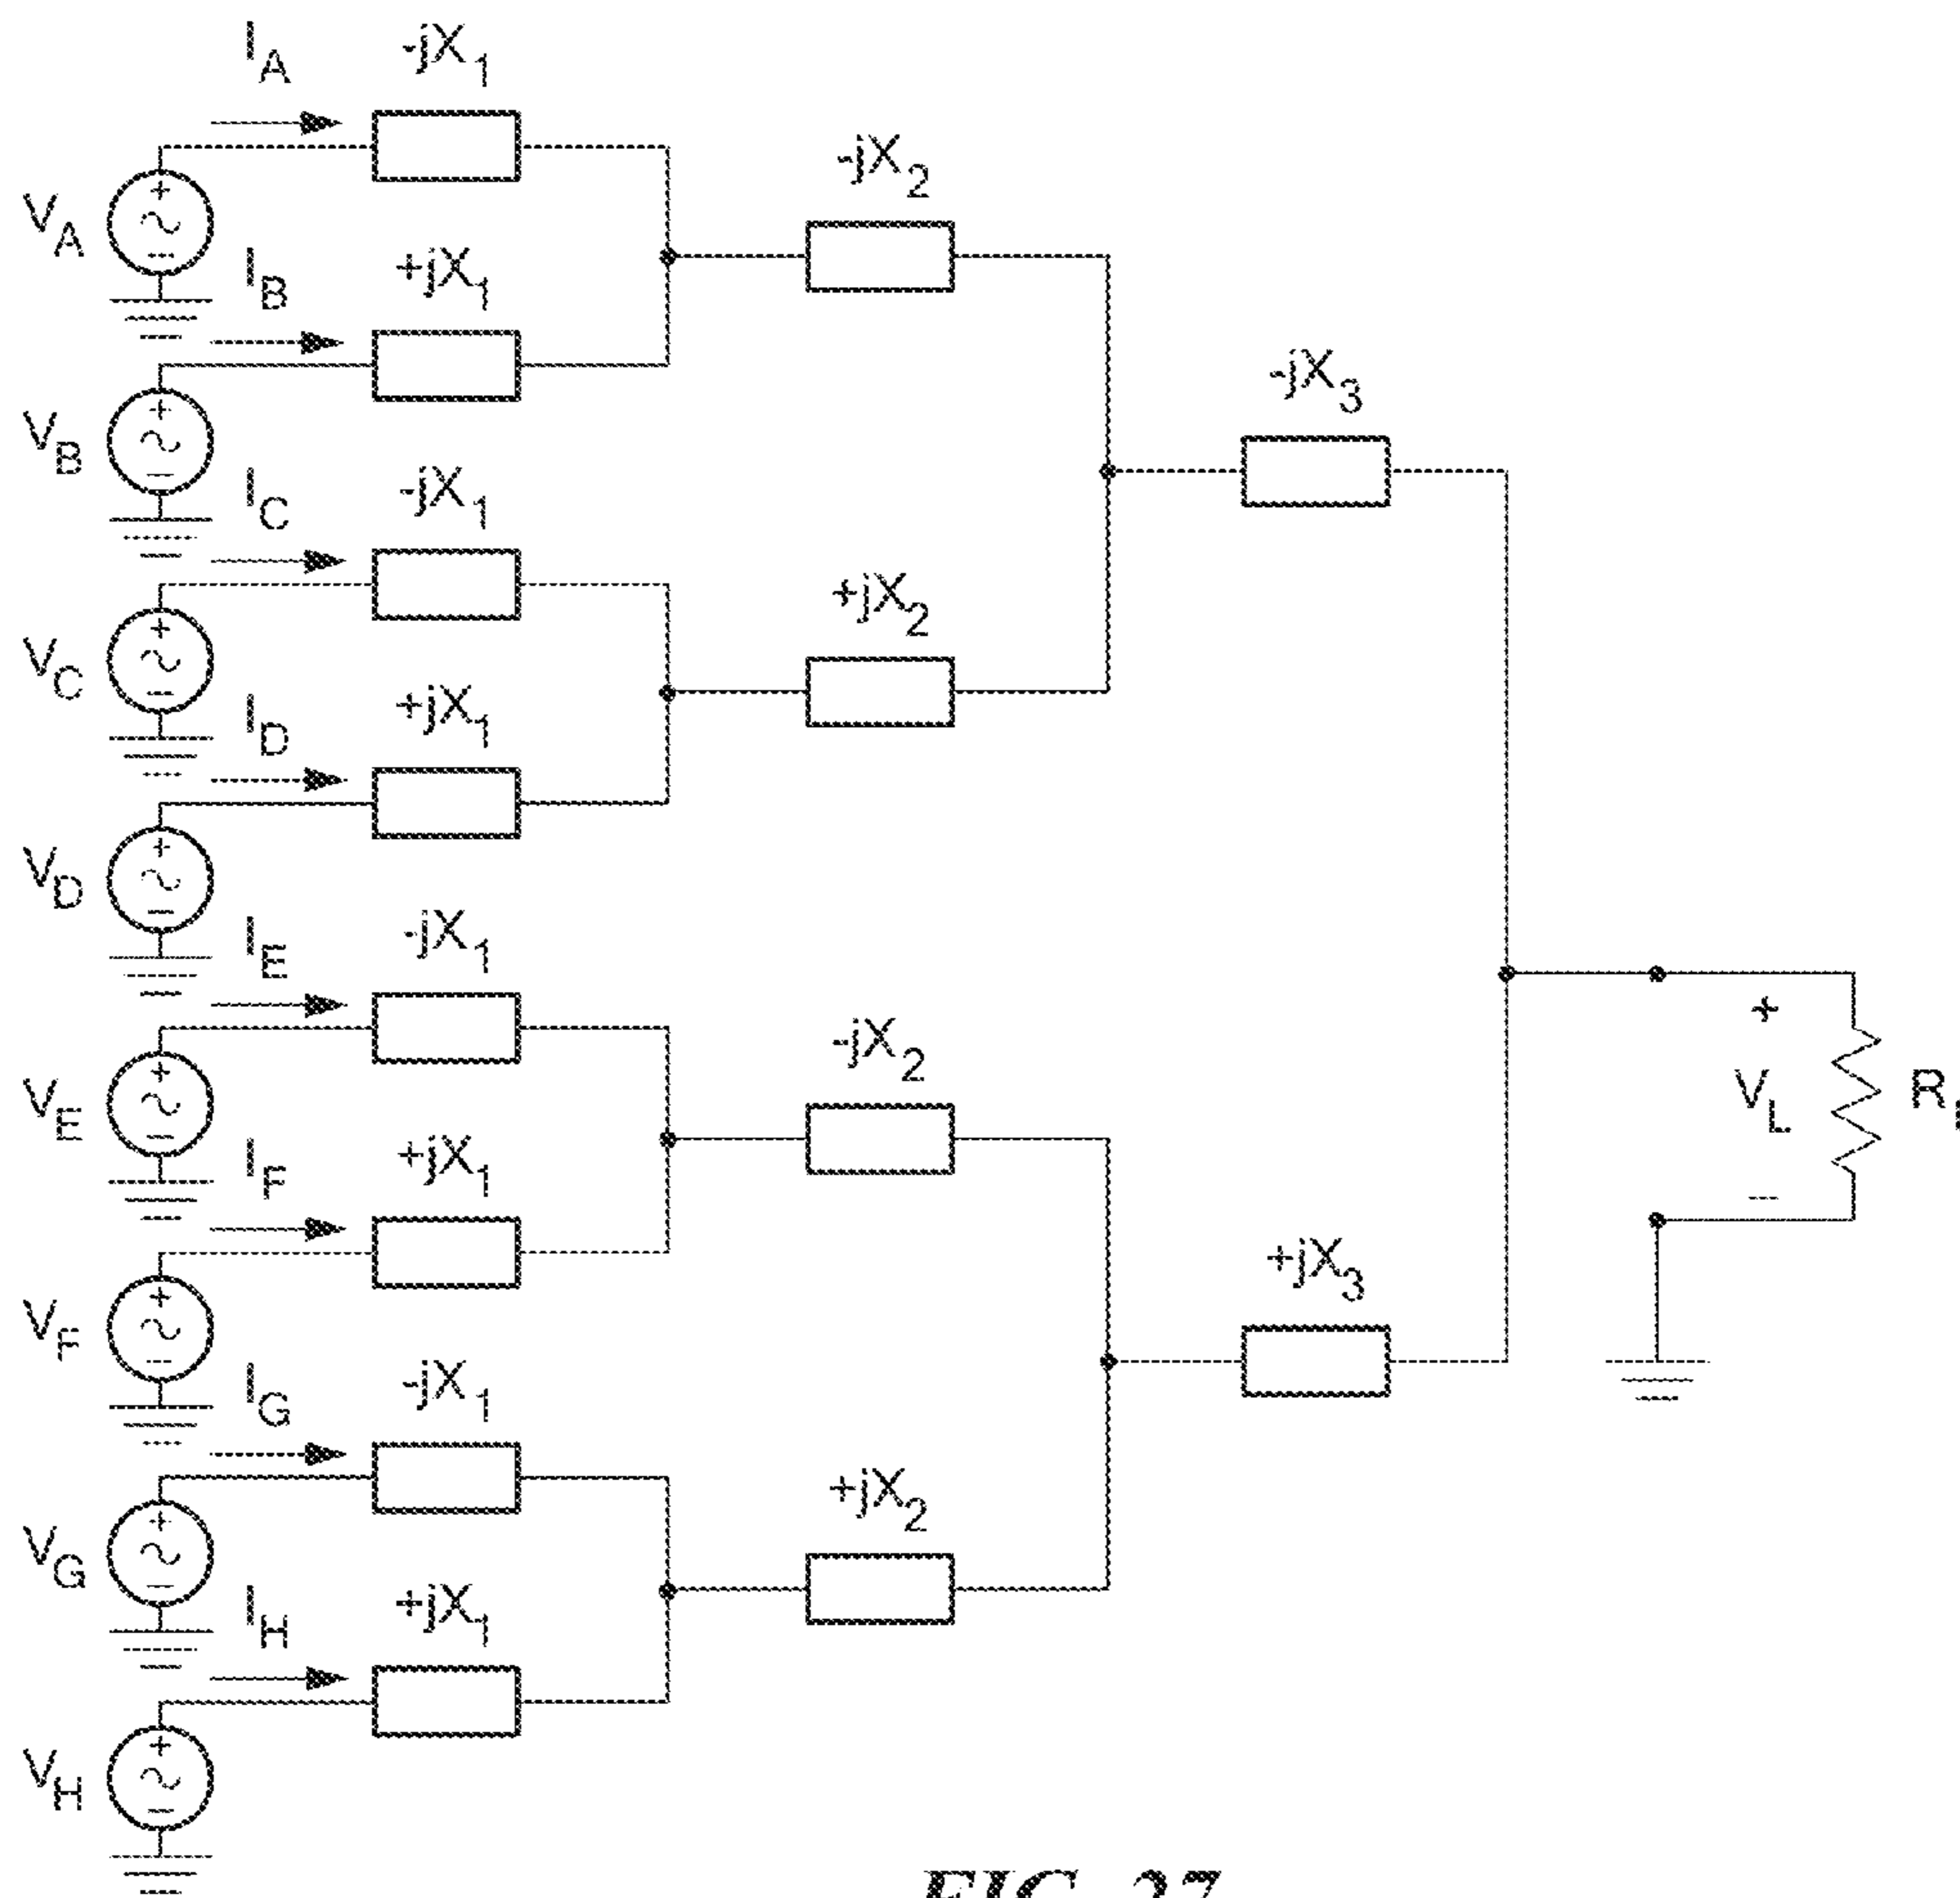 I_A -jX_1
V_A
-jX_2
I_B +jX_1
V_B
-jX_3
I_C -jX_1
V_C
+jX_2
I_D +jX_1
V_D
I_E -jX_1
V_E
-jX_2
+
V_L
−
I_F +jX_1
V_F
+jX_3
I_G -jX_1
V_G
+jX_2
I_H +jX_1
V_H